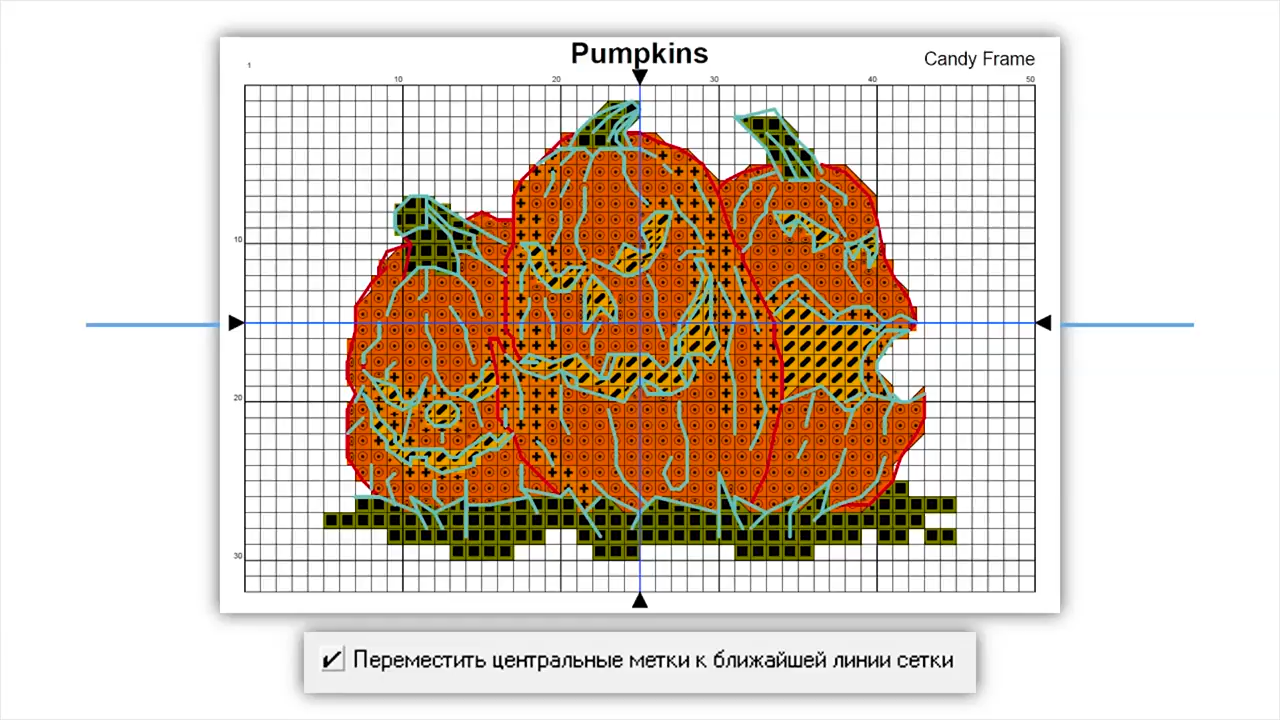 Pumpkins
Candy Frame
1
10 20 30 40 50
10
20
30
Переместить центральные метки к ближайшей линии сетки